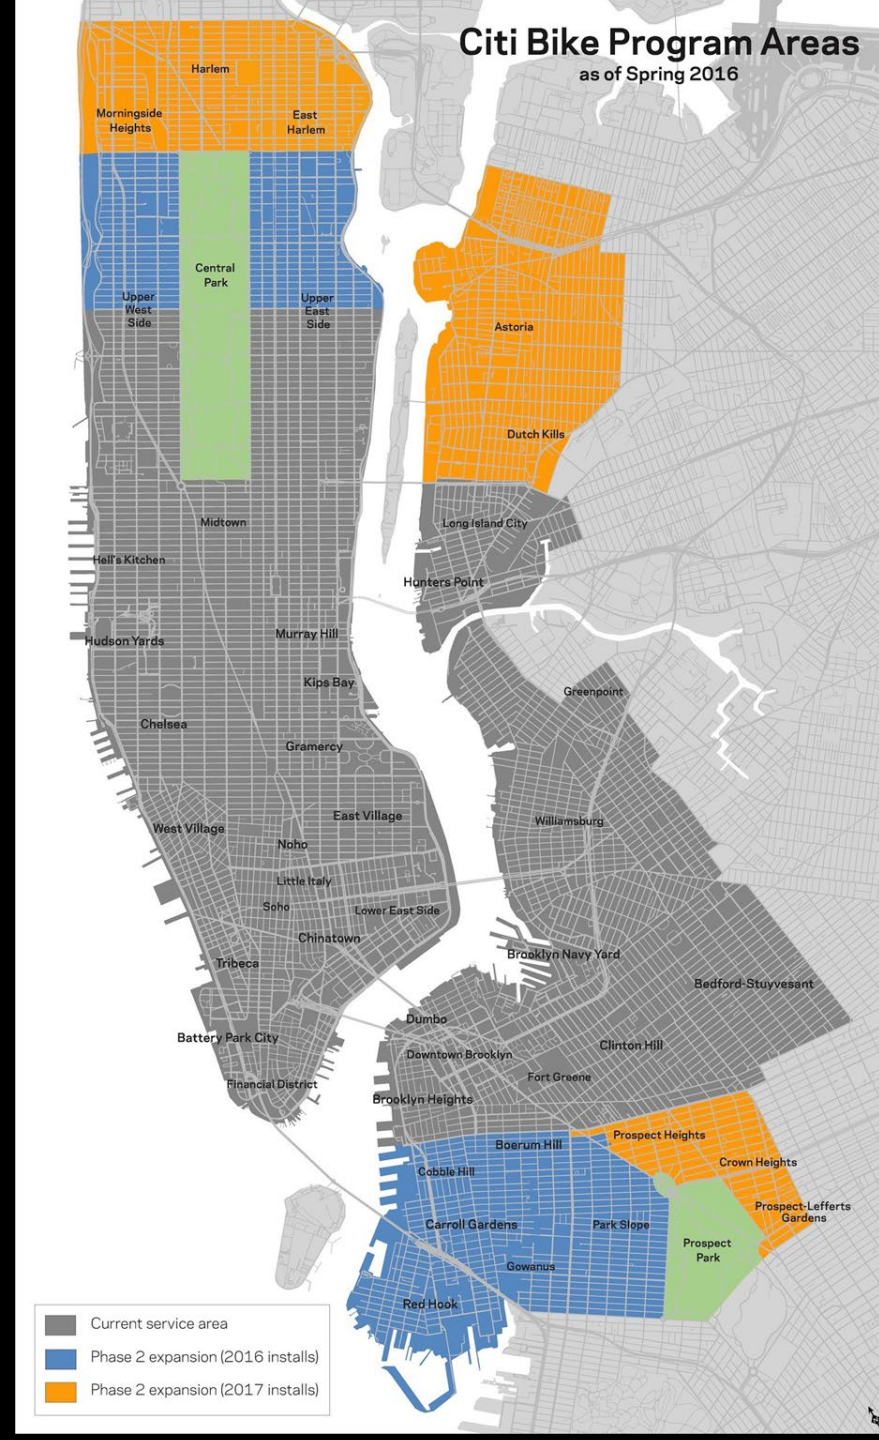 Citi Bike Program Areas
as of Spring 2016
Harlem
Morningside
Heights
East
Harlem
Central
Park
Upper
West
Side
Upper
East
Side
Astoria
Dutch Kills
Midtown
Long Island City
Hell's Kitchen
Hunters Point
Hudson Yards
Murray Hill
Kips Bay
Greenpoint
Chelsea
Gramercy
East Village
Williamsburg
West Village
Noho
Little Italy
Soho
Lower East Side
Chinatown
Brooklyn Navy Yard
Tribeca
Bedford-Stuyvesant
Dumbo
Battery Park City
Clinton Hill
Downtown Brooklyn
Fort Greene
Financial District
Brooklyn Heights
Prospect Heights
Boerum Hill
Crown Heights
Cobble Hill
Prospect-Lefferts
Gardens
Carroll Gardens
Park Slope
Prospect
Park
Gowanus
Red Hook
Current service area
Phase 2 expansion (2016 installs)
Phase 2 expansion (2017 installs)